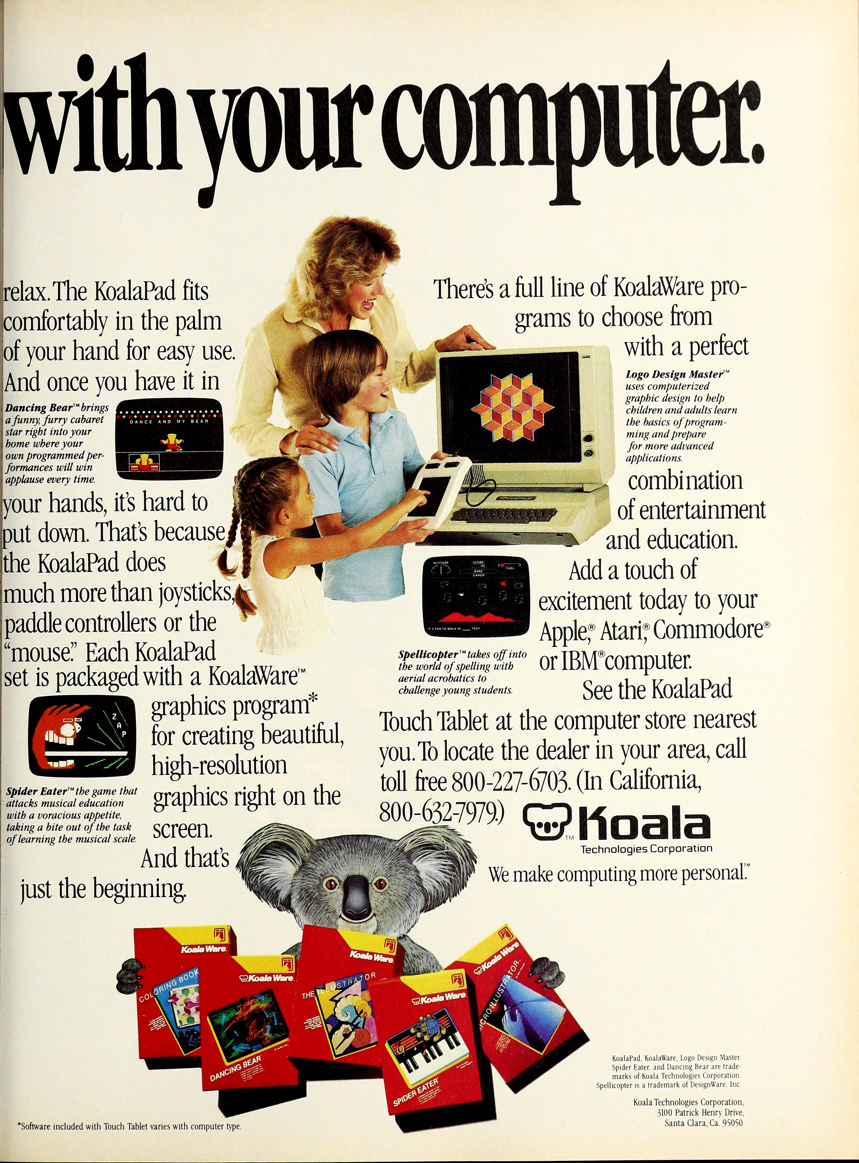 with your computer.
relax. The KoalaPad fits
comfortably in the palm
of your hand for easy use.
And once you have it in
Dancing Bear™ brings
a funny, furry cabaret
star right into your
home where your
own programmed per-
formances will win
applause every time.
DANCE AND MY BEAR
your hands, it's hard to
put down. That's because
the KoalaPad does
much more than joysticks,
paddle controllers or the
“mouse.” Each KoalaPad
set is packaged with a KoalaWare™
graphics program*
for creating beautiful,
high-resolution
graphics right on the
screen.
And that's
just the beginning.
ZAP
Spider Eater™ the game that
attacks musical education
with a voracious appetite,
taking a bite out of the task
of learning the musical scale.
There's a full line of KoalaWare pro-
grams to choose from
with a perfect
Logo Design Master™
uses computerized
graphic design to help
children and adults learn
the basics of program-
ming and prepare
for more advanced
applications.
combination
of entertainment
and education.
Add a touch of
excitement today to your
Apple,® Atari,® Commodore®
or IBM® computer.
ALTITUDE
FUEL
Spellicopter™ takes off into
the world of spelling with
aerial acrobatics to
challenge young students.
See the KoalaPad
Touch Tablet at the computer store nearest
you. To locate the dealer in your area, call
toll free 800-227-6703. (In California,
800-632-7979.)
™ Koala
Technologies Corporation
We make computing more personal.™
Koala Ware
COLORING BOOK
Koala Ware
DANCING BEAR
Koala Ware
Koala Ware
SPIDER EATER
Koala Ware
KoalaPad, KoalaWare, Logo Design Master,
Spider Eater, and Dancing Bear are trade-
marks of Koala Technologies Corporation.
Spellicopter is a trademark of DesignWare, Inc.
Koala Technologies Corporation,
3100 Patrick Henry Drive,
Santa Clara, Ca. 95050
*Software included with Touch Tablet varies with computer type.